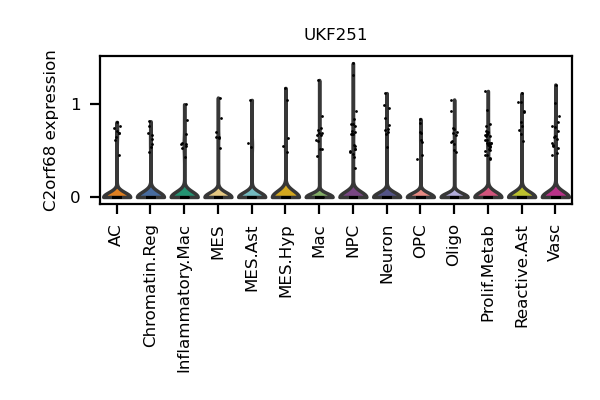 UKF251
C2orf68 expression
1
0
AC
Chromatin.Reg
Inflammatory.Mac
MES
MES.Ast
MES.Hyp
Mac
NPC
Neuron
OPC
Oligo
Prolif.Metab
Reactive.Ast
Vasc